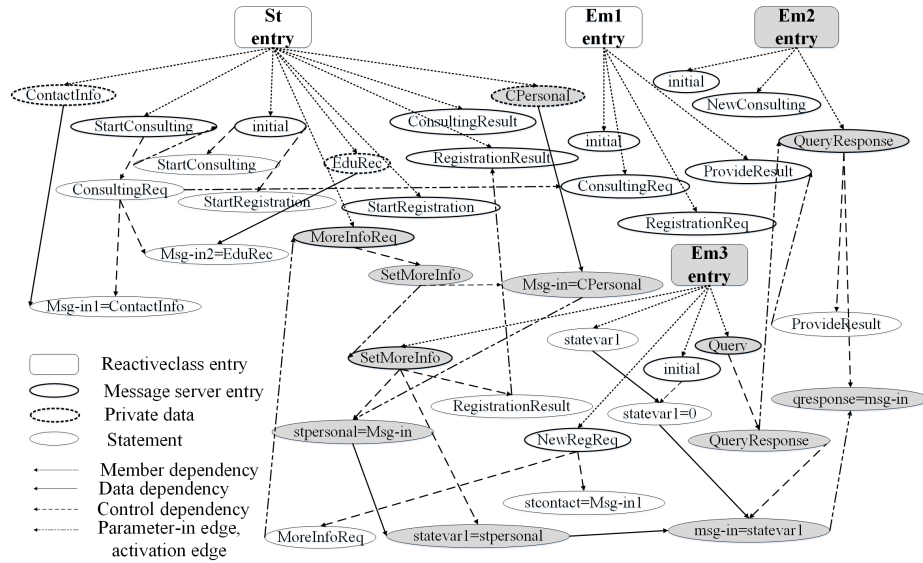 St
entry
Em1
entry
Em2
entry
initial
ContactInfo
CPersonal
NewConsulting
StartConsulting
initial
ConsultingResult
initial
QueryResponse
StartConsulting
EduRec
RegistrationResult
ProvideResult
ConsultingReq
ConsultingReq
StartRegistration
StartRegistration
RegistrationReq
MoreInfoReq
Msg-in2=EduRec
Em3
entry
SetMoreInfo
Msg-in=CPersonal
Msg-in1=ContactInfo
ProvideResult
statevar1
Query
SetMoreInfo
initial
Reactiveclass entry
Message server entry
Private data
Statement
RegistrationResult
statevar1=0
qresponse=msg-in
stpersonal=Msg-in
NewRegReq
QueryResponse
Member dependency
Data dependency
Control dependency
Parameter-in edge,
activation edge
stcontact=Msg-in1
MoreInfoReq
statevar1=stpersonal
msg-in=statevar1